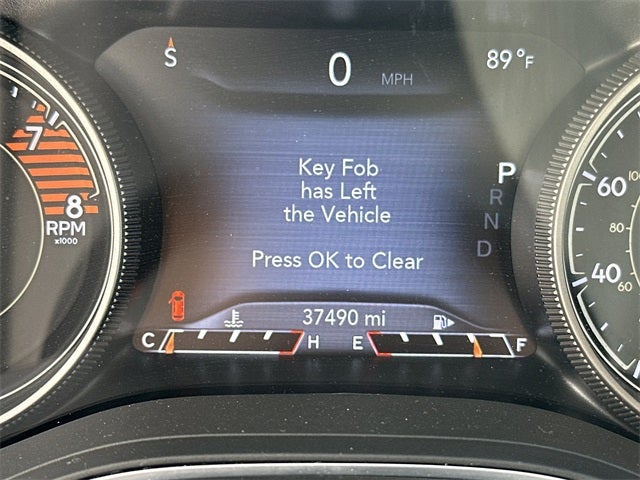 S
0 MPH
89°F
Key Fob
has Left
the Vehicle
Press OK to Clear
P
R
N
D
37490 mi
C H E F
7
8
RPM
x1000
60
40
100
80
60